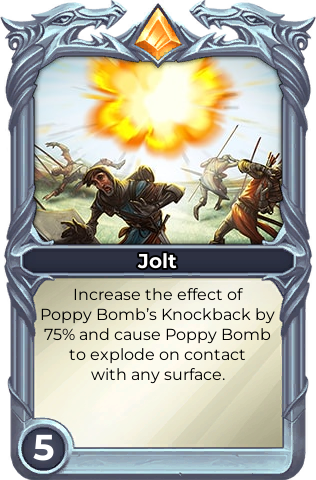 Jolt
Increase the effect of
Poppy Bomb's Knockback by
75% and cause Poppy Bomb
to explode on contact
with any surface.
5